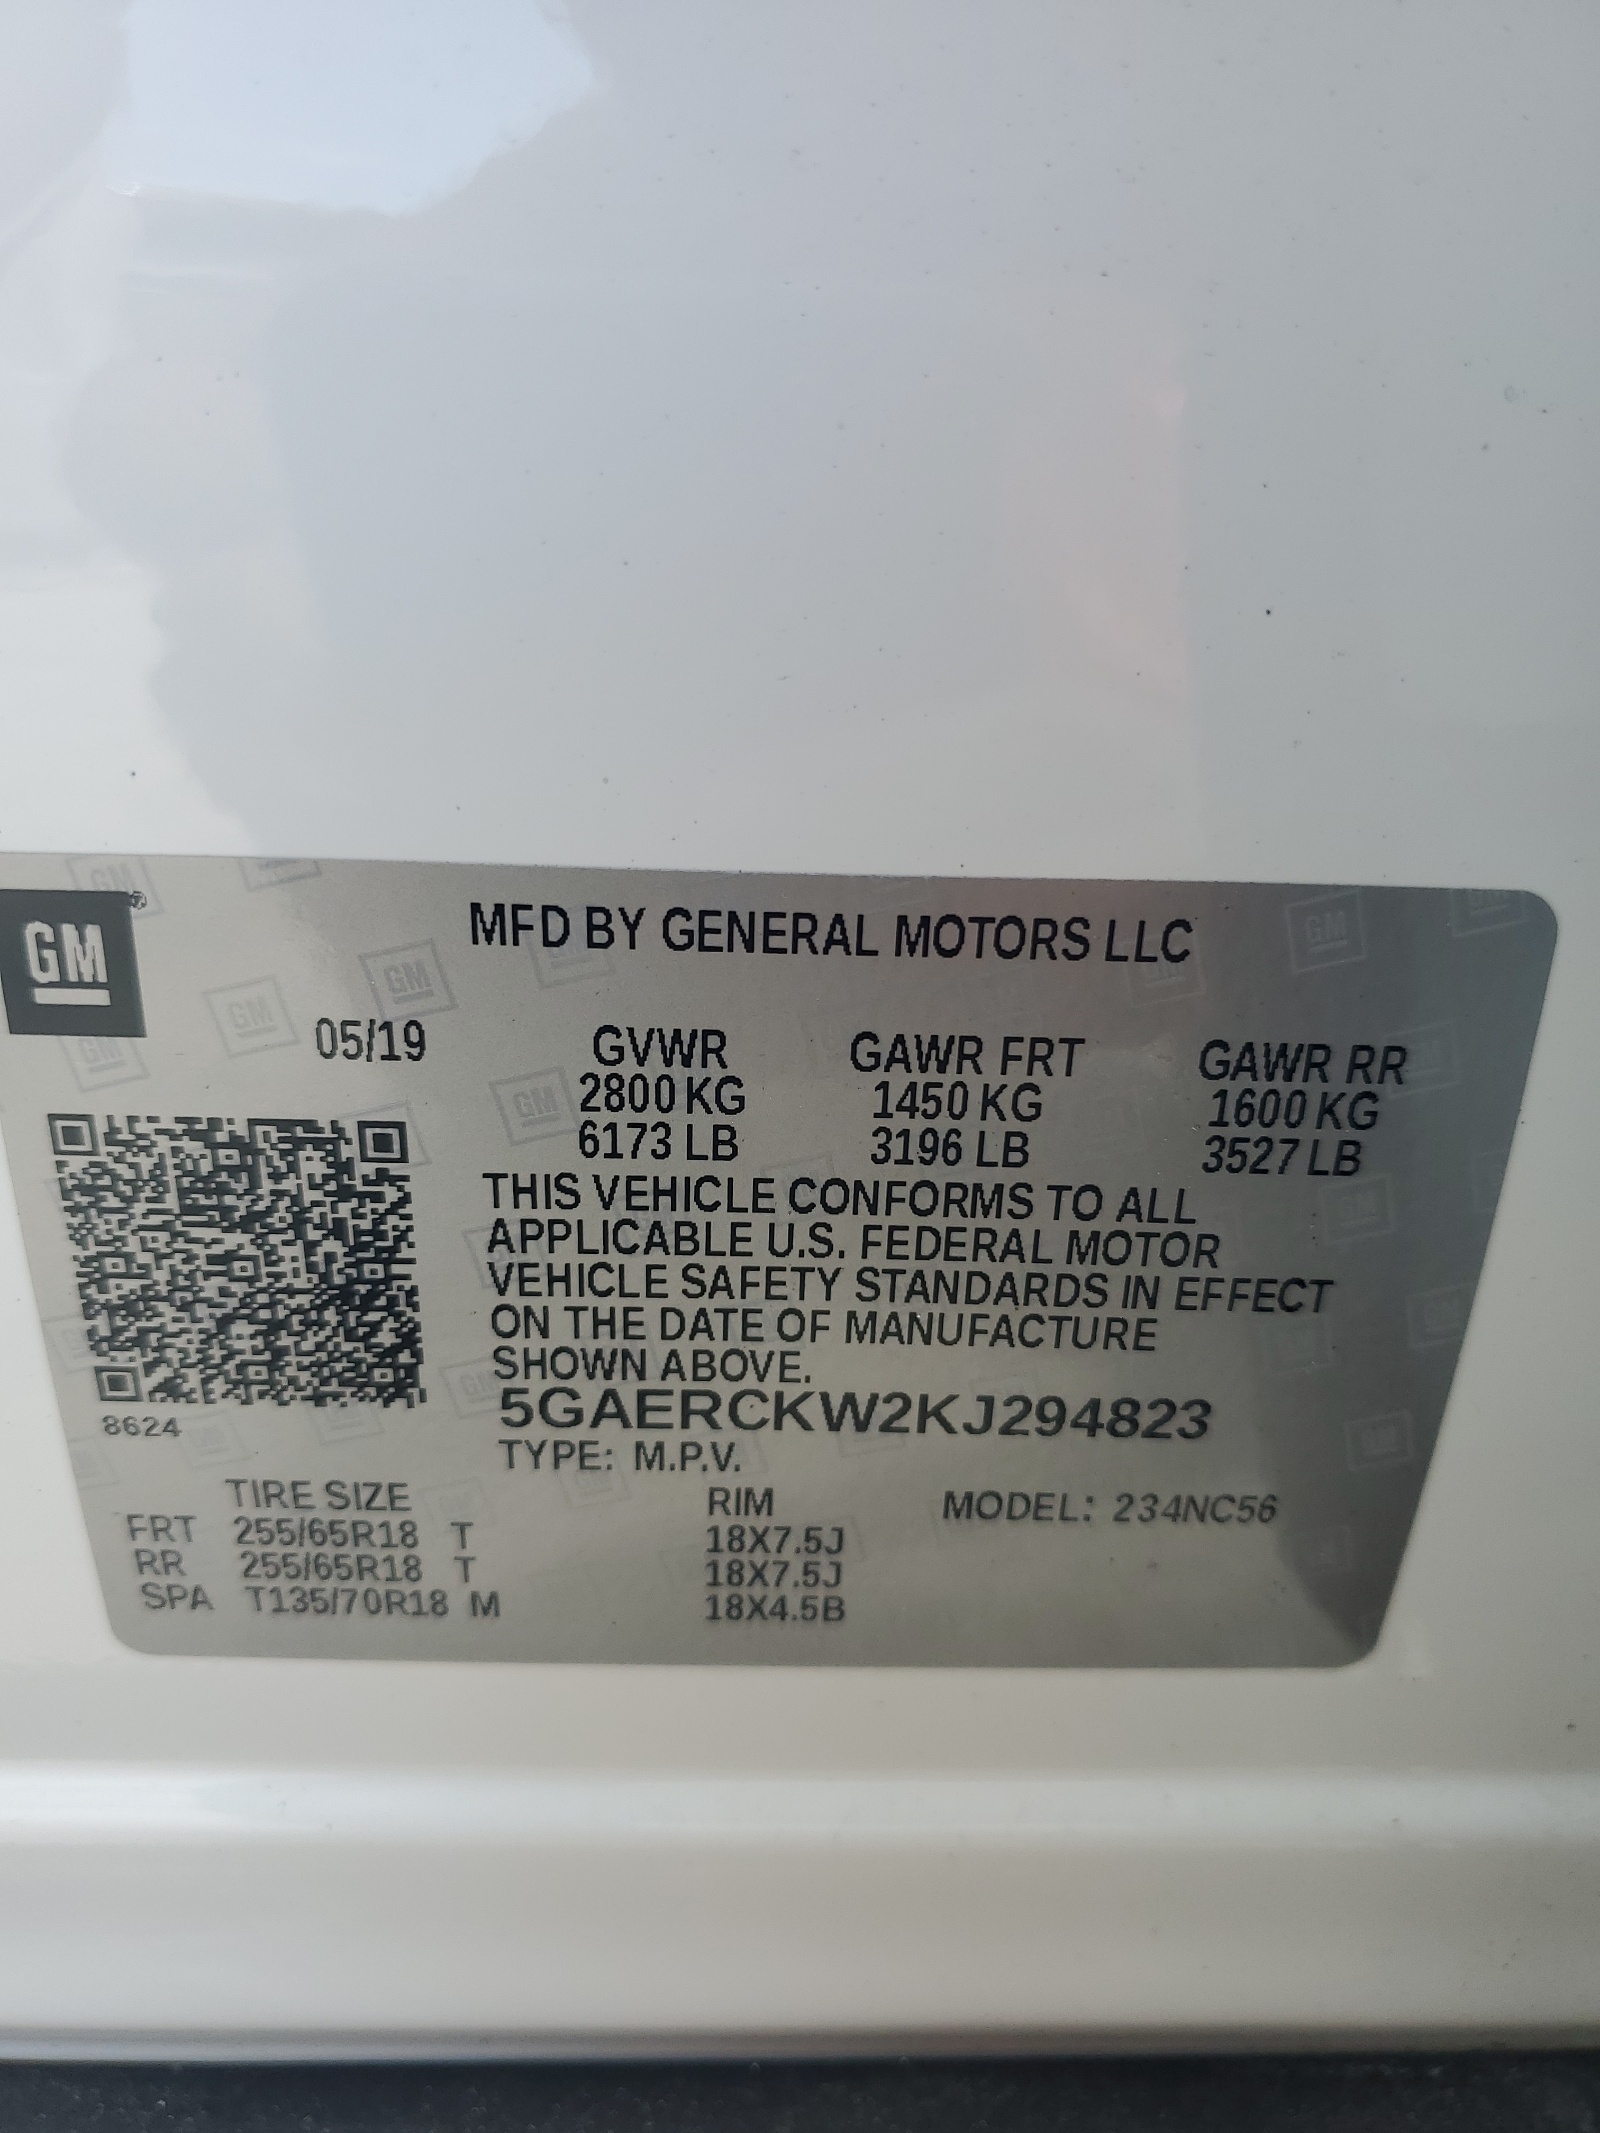 GM
MFD BY GENERAL MOTORS LLC
05/19
GVWR GAWR FRT GAWR RR
2800 KG 1450 KG 1600 KG
6173 LB 3196 LB 3527 LB
THIS VEHICLE CONFORMS TO ALL
APPLICABLE U.S. FEDERAL MOTOR
VEHICLE SAFETY STANDARDS IN EFFECT
ON THE DATE OF MANUFACTURE
SHOWN ABOVE.
8624
5GAERCKW2KJ294823
TYPE: M.P.V.
TIRE SIZE RIM MODEL: 234NC56
FRT 255/65R18 T 18X7.5J
RR 255/65R18 T 18X7.5J
SPA T135/70R18 M 18X4.5B